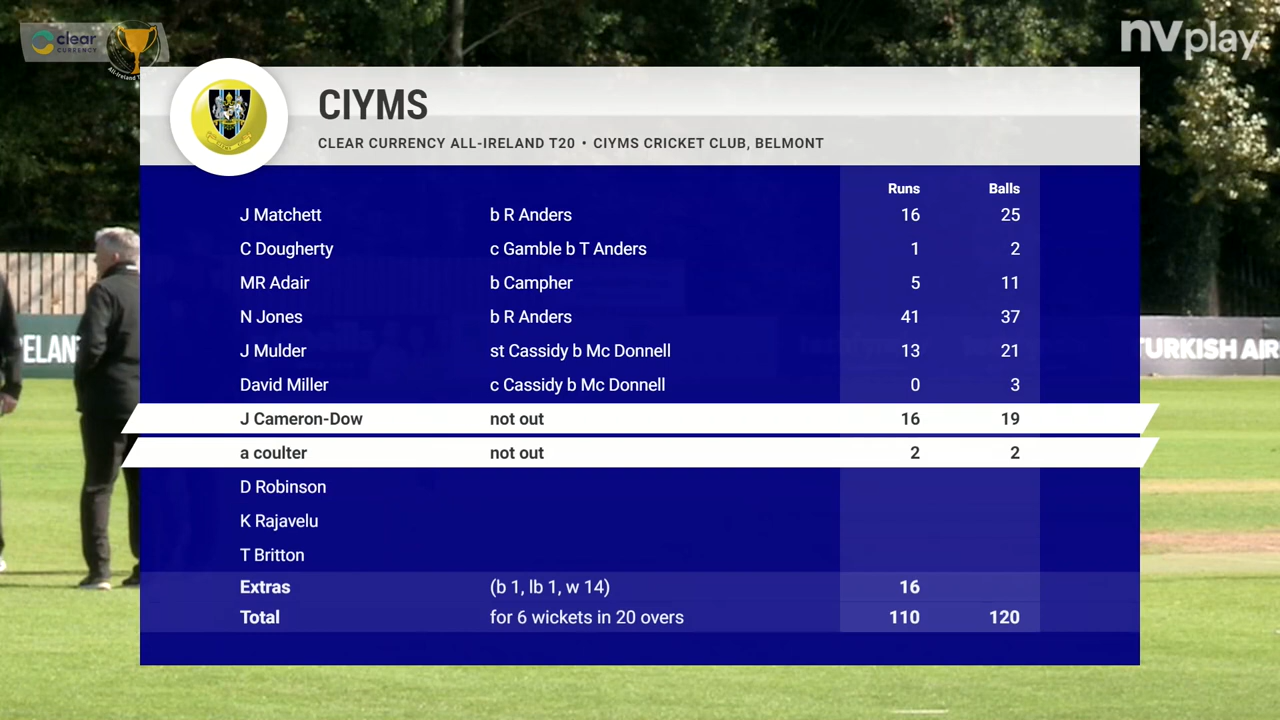 clear
CURRENCY
nvplay
CIYMS
CLEAR CURRENCY ALL-IRELAND T20 • CIYMS CRICKET CLUB, BELMONT
Runs Balls
J Matchett b R Anders 16 25
C Dougherty c Gamble b T Anders 1 2
MR Adair b Campher 5 11
N Jones b R Anders 41 37
J Mulder st Cassidy b Mc Donnell 13 21
David Miller c Cassidy b Mc Donnell 0 3
J Cameron-Dow not out 16 19
a coulter not out 2 2
D Robinson
K Rajavelu
T Britton
Extras (b 1, lb 1, w 14) 16
Total for 6 wickets in 20 overs 110 120
ELAN
TURKISH AIR